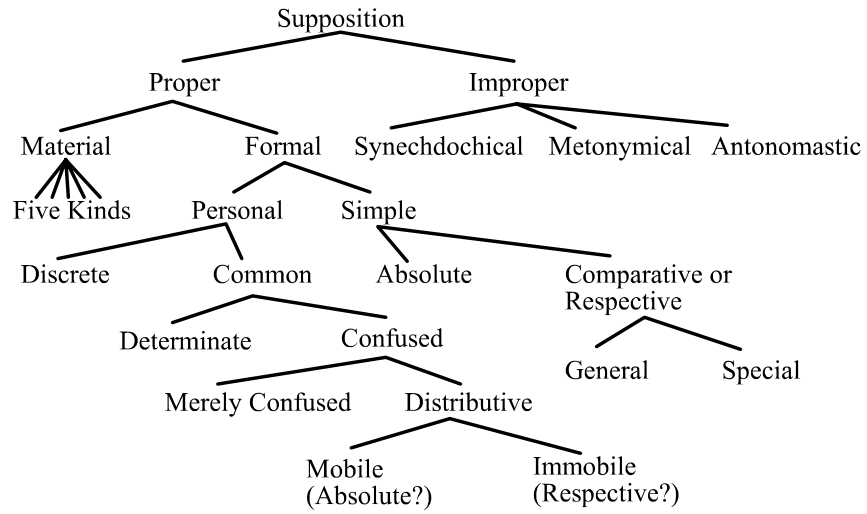 Supposition
Proper
Improper
Material
Formal
Synechdochical
Metonymical
Antonomastic
Five Kinds
Personal
Simple
Discrete
Common
Absolute
Comparative or
Respective
Determinate
Confused
General
Special
Merely Confused
Distributive
Mobile
(Absolute?)
Immobile
(Respective?)